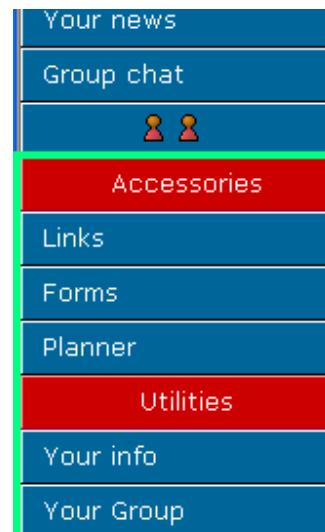 Your news
Group chat
Accessories
Links
Forms
Planner
Utilities
Your info
Your Group